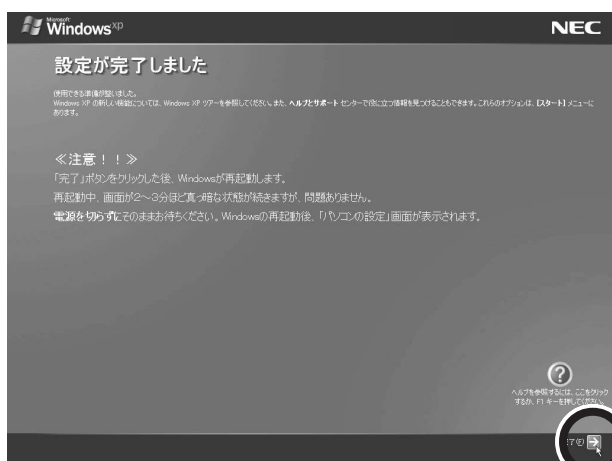 Microsoft
Windows xp
NEC
設定が完了しました
使用できる準備が整いました。
Windows XP の新しい機能については、Windows XP ツアーを参照してください。また、ヘルプとサポート センターで役に立つ情報を見つけることもできます。これらのオプションは、[スタート] メニューに
あります。
≪注意！！≫
「完了」ボタンをクリックした後、Windowsが再起動します。
再起動中、画面が2～3分ほど真っ暗な状態が続きますが、問題ありません。
電源を切らずにそのままお待ちください。Windowsの再起動後、「パソコンの設定」画面が表示されます。
?
ヘルプを参照するには、ここをクリック
するか、F1 キーを押してください。
了(F)